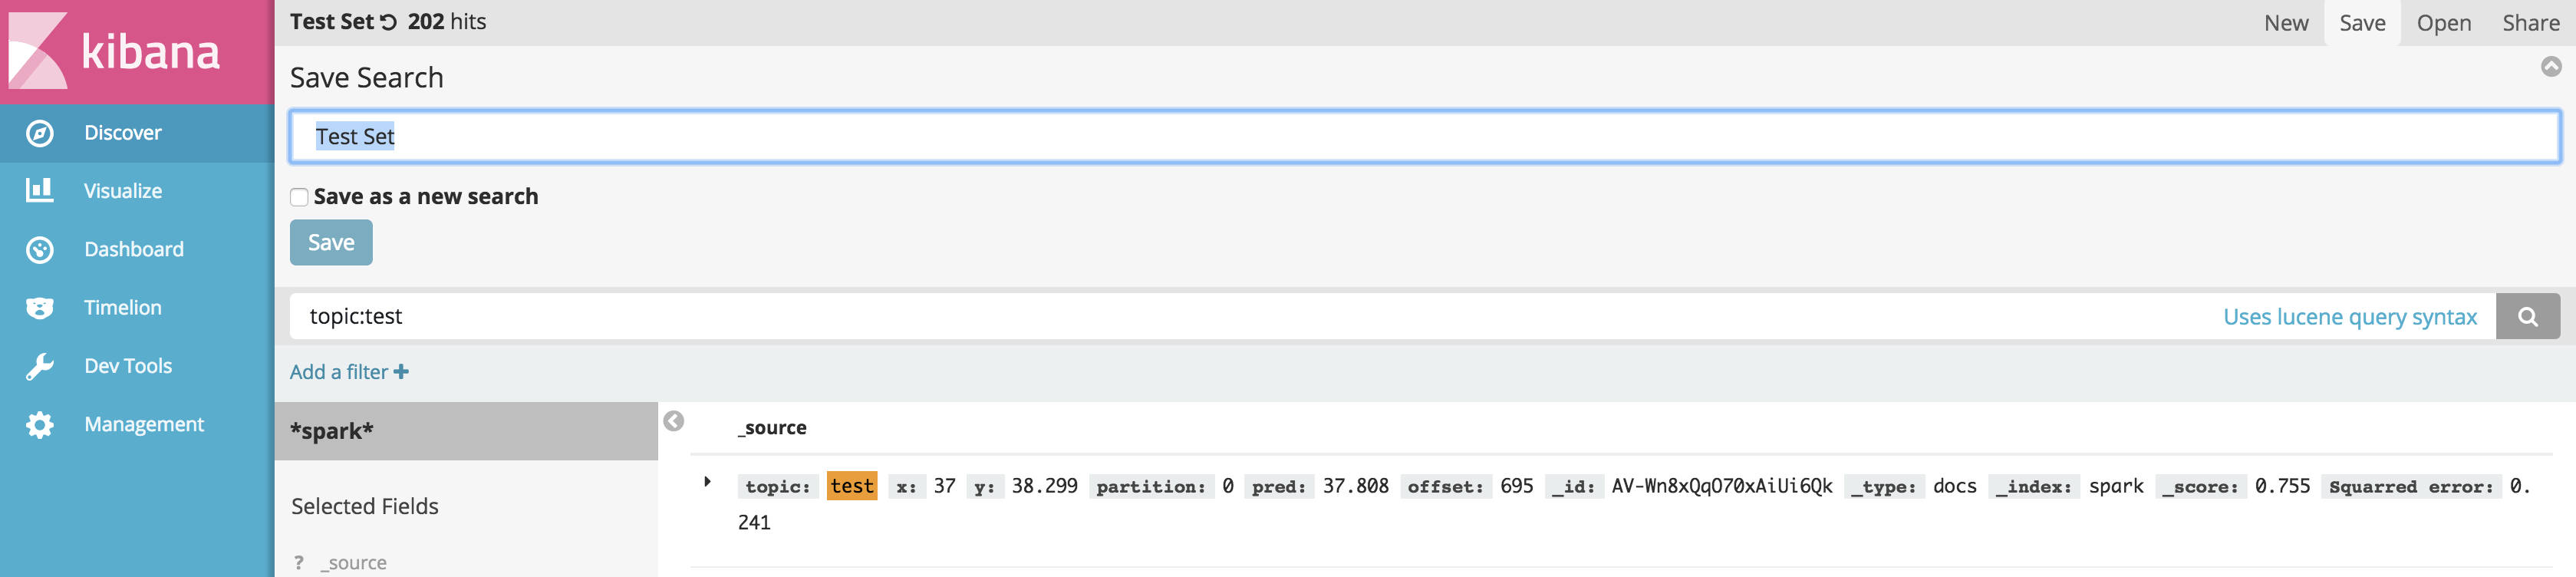 kibana
Discover
Visualize
Dashboard
Timelion
Dev Tools
Management
Test Set 202 hits
New Save Open Share
Save Search
Test Set
Save as a new search
Save
topic:test Uses lucene query syntax
Add a filter
*spark*
Selected Fields
? _source
_source
topic: test x: 37 y: 38.299 partition: 0 pred: 37.808 offset: 695 _id: AV-Wn8xQqO70xAiUi6Qk _type: docs _index: spark _score: 0.755 Squarred error: 0.
241